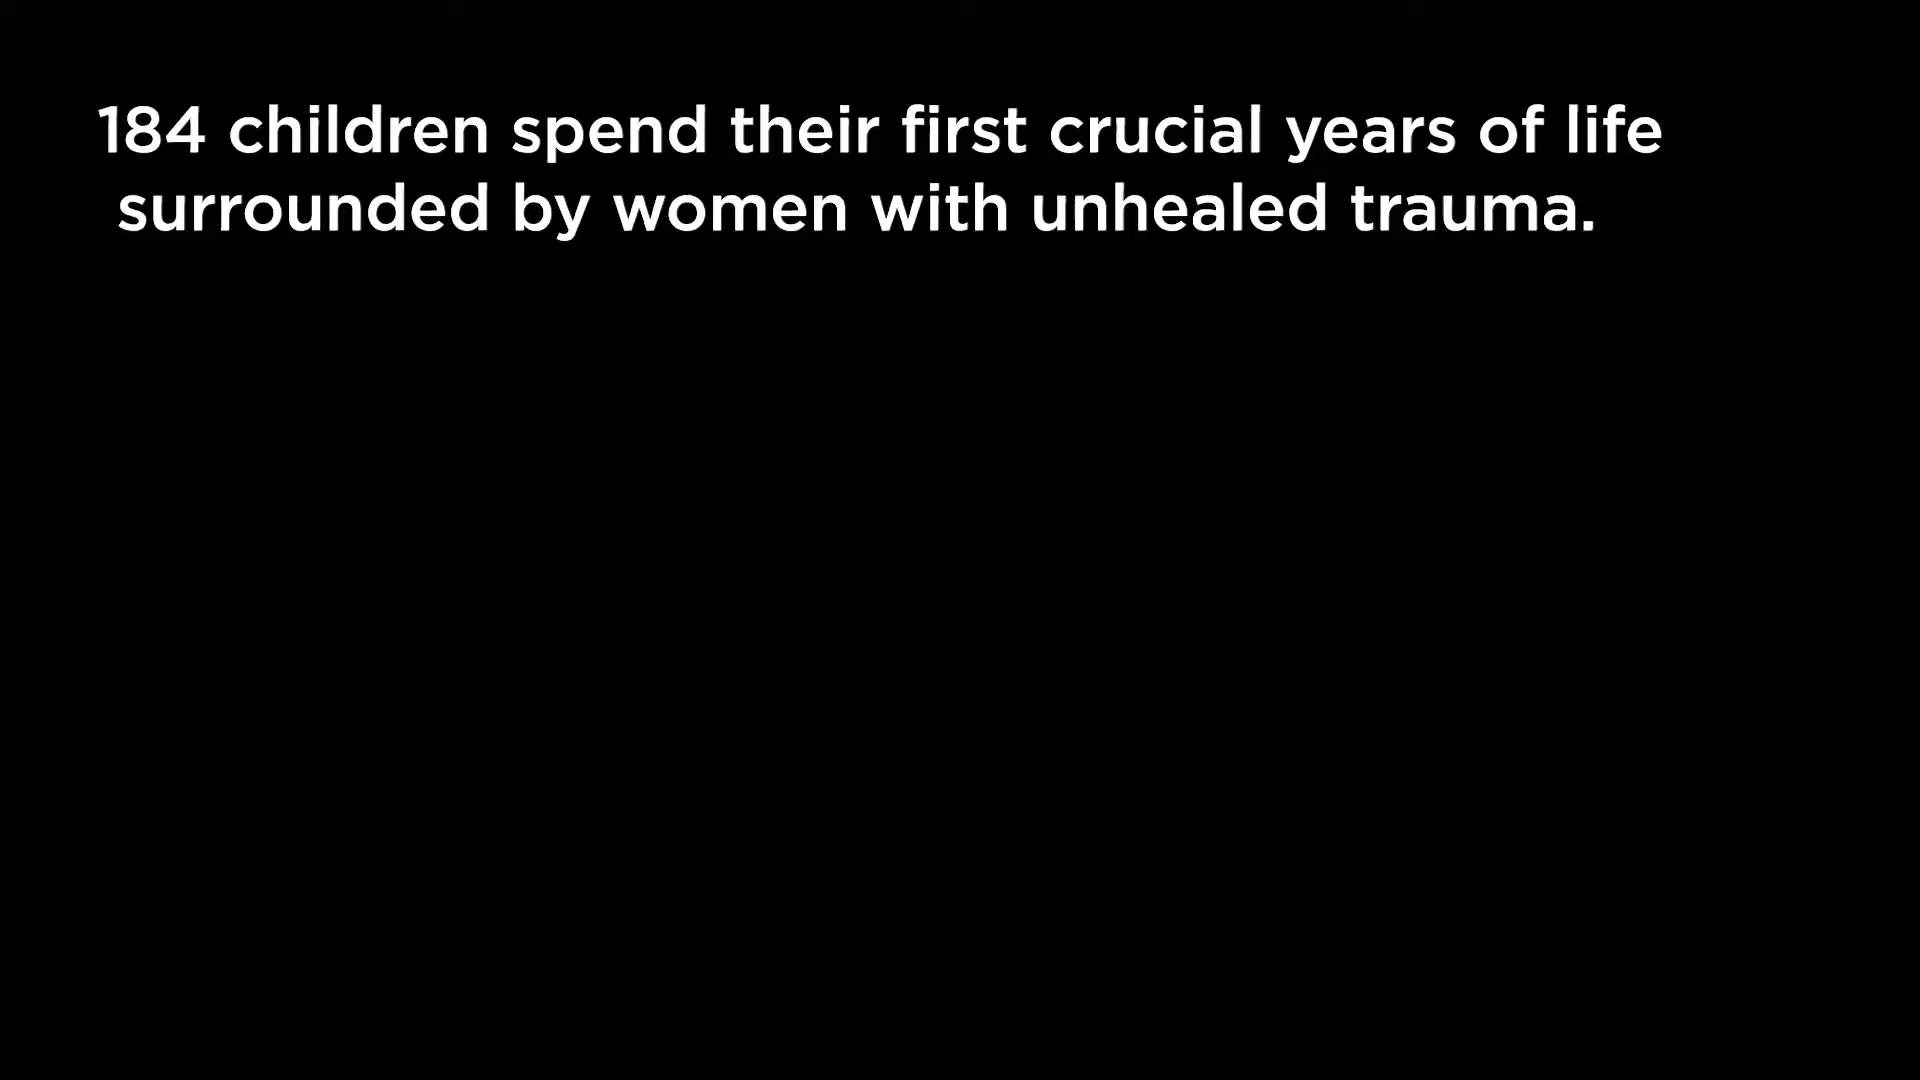 184 children spend their first crucial years of life
surrounded by women with unhealed trauma.